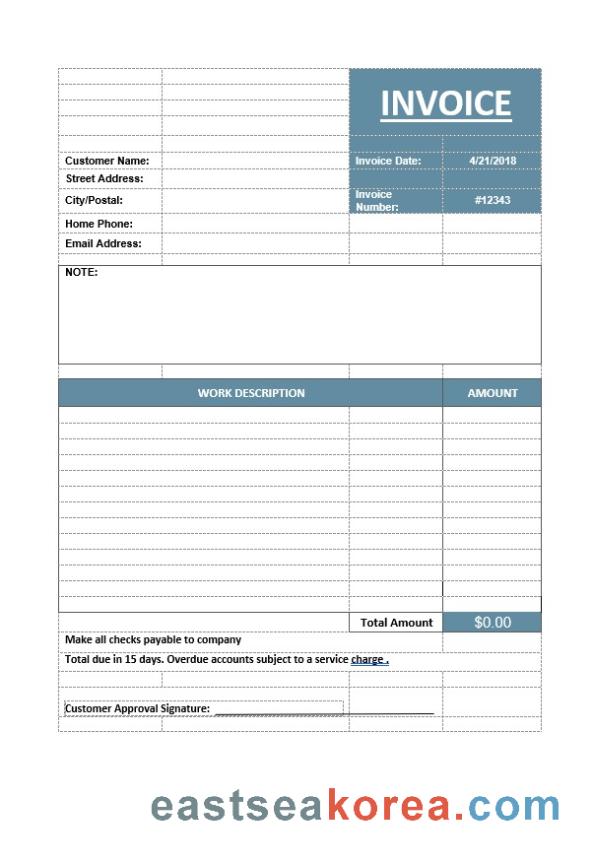 INVOICE
Customer Name:
Invoice Date: 4/21/2018
Street Address:
City/Postal:
Invoice
Number: #12343
Home Phone:
Email Address:
NOTE:
WORK DESCRIPTION AMOUNT
Total Amount $0.00
Make all checks payable to company
Total due in 15 days. Overdue accounts subject to a service charge .
Customer Approval Signature:
eastseakorea.com